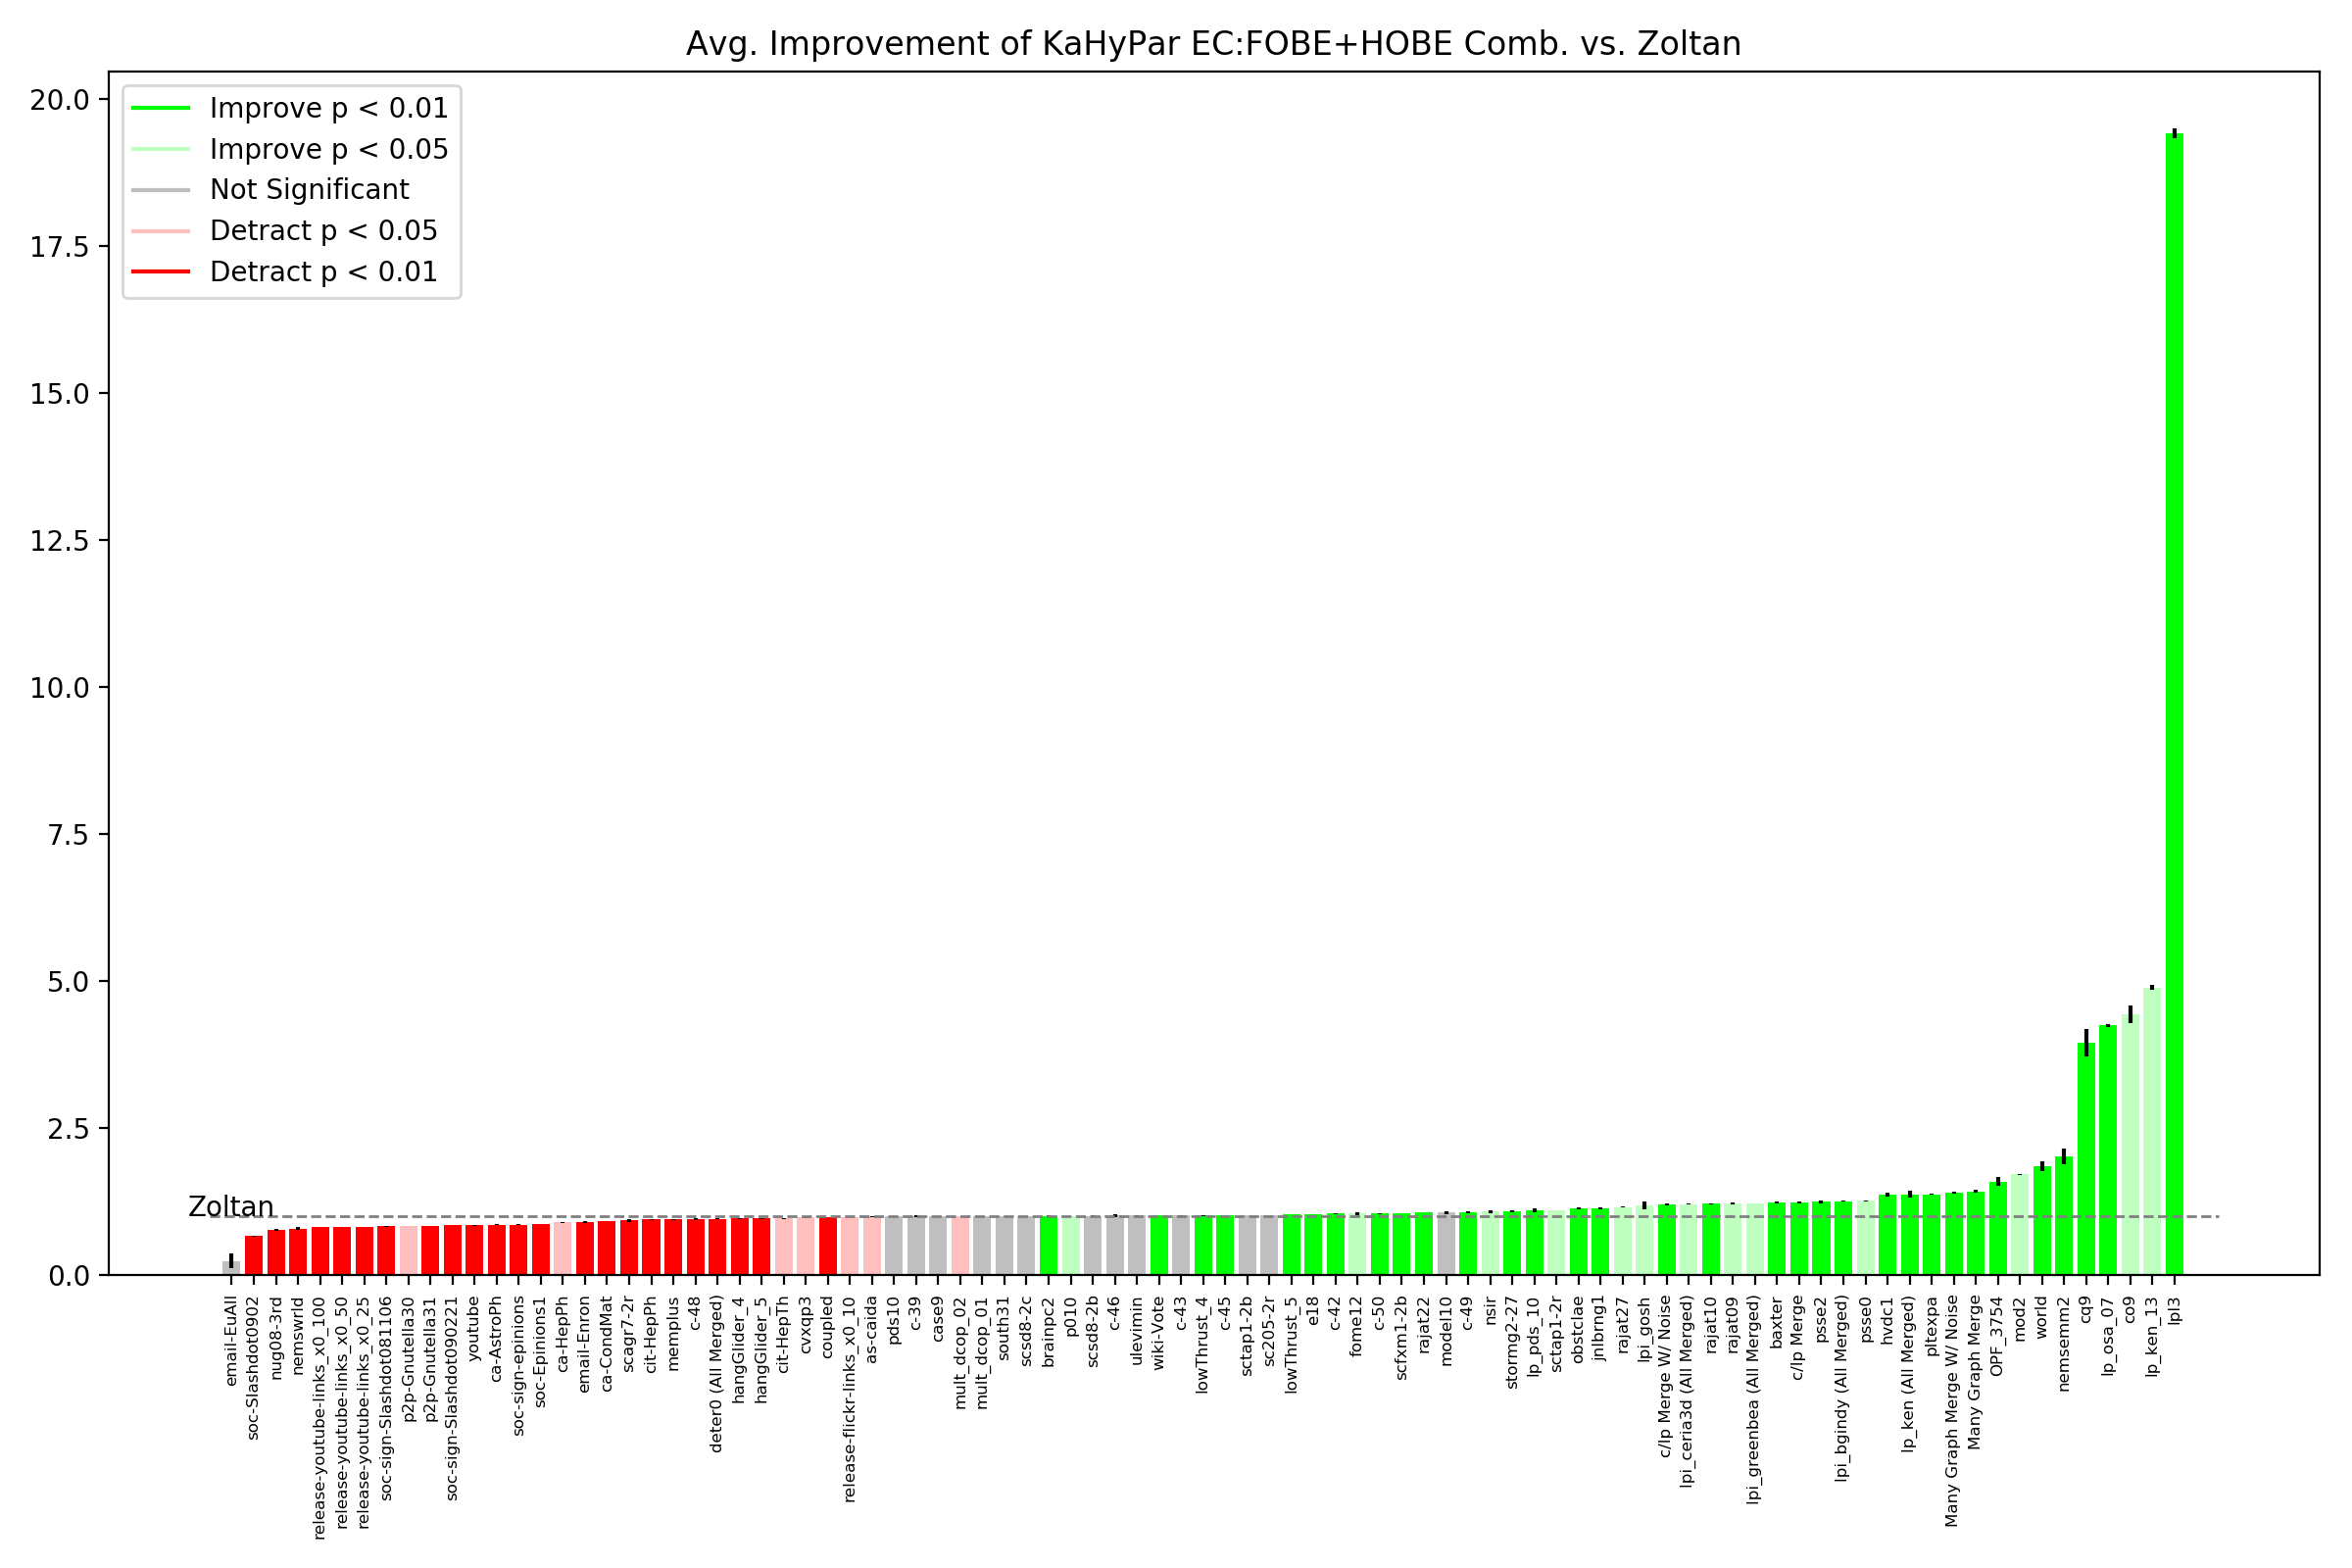 Avg. Improvement of KaHyPar EC:FOBE+HOBE Comb. vs. Zoltan
20.0
17.5
15.0
12.5
10.0
7.5
5.0
2.5
0.0
Improve p < 0.01
Improve p < 0.05
Not Significant
Detract p < 0.05
Detract p < 0.01
Zoltan
email-EuAll
soc-Slashdot0902
nug08-3rd
nemswrld
release-youtube-links_x0_100
release-youtube-links_x0_50
release-youtube-links_x0_25
soc-sign-Slashdot081106
p2p-Gnutella30
p2p-Gnutella31
soc-sign-Slashdot090221
youtube
ca-AstroPh
soc-sign-epinions
soc-Epinions1
ca-HepPh
email-Enron
ca-CondMat
scagr7-2r
cit-HepPh
memplus
c-48
deter0 (All Merged)
hangGlider_4
hangGlider_5
cit-HepTh
cvxqp3
coupled
release-flickr-links_x0_10
as-caida
pds10
c-39
case9
mult_dcop_02
mult_dcop_01
south31
scsd8-2c
brainpc2
p010
scsd8-2b
c-46
ulevimin
wiki-Vote
c-43
lowThrust_4
c-45
sctap1-2b
sc205-2r
lowThrust_5
e18
c-42
fome12
c-50
scfxm1-2b
rajat22
model10
c-49
nsir
stormg2-27
lp_pds_10
sctap1-2r
obstclae
jnlbrng1
rajat27
lpi_gosh
c/lp Merge W/ Noise
lpi_ceria3d (All Merged)
rajat10
rajat09
lpi_greenbea (All Merged)
baxter
c/lp Merge
psse2
lpi_bgindy (All Merged)
psse0
hvdc1
lp_ken (All Merged)
pltexpa
Many Graph Merge W/ Noise
Many Graph Merge
OPF_3754
mod2
world
nemsemm2
cq9
lp_osa_07
co9
lp_ken_13
lpl3